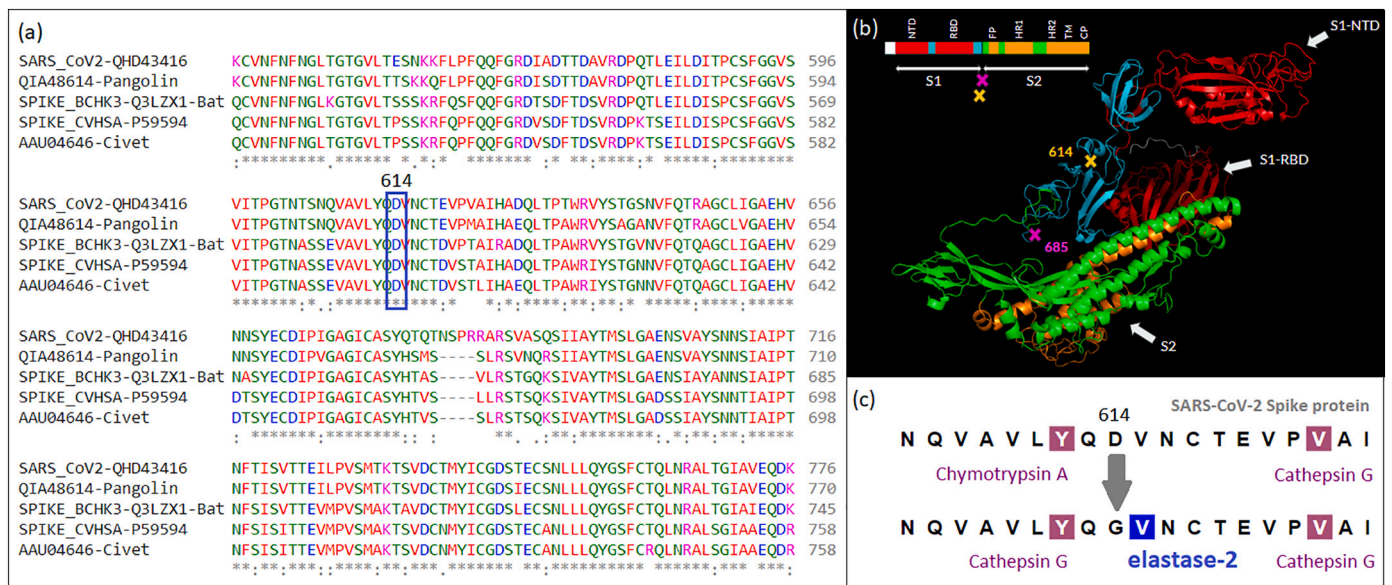 (a)
SARS_CoV2-QHD43416 KCVNFNFNGLTGTGVLTESNKKFLPFQQFGRDIADTTDAVRDPQTLEILDITPCSFGGVS 596
QIA48614-Pangolin KCVNFNFNGLTGTGVLTTSKKQFLPFQQFGRDISDTTDAVRDPQTLEILDITPCSFGGVS 594
SPIKE_BCHK3-Q3LZX1-Bat QCVNFNFNGLKGTGVLTSSSKRFQSFQQFGRDTSDFTDSVRDPQTLEILDISPCSFGGVS 569
SPIKE_CVHSA-P59594 QCVNFNFNGLTGTGVLTPSSKRFQPFQQFGRDVSDFTDSVRDPKTSEILDISPCSFGGVS 582
AAU04646-Civet QCVNFNFNGLTGTGVLTPSSKRFQPFQQFGRDVSDFTDSVRDPKTSEILDISPCSFGGVS 582
614
SARS_CoV2-QHD43416 VITPGTNTSNQVAVLYQDVNCTEVPVAIHADQLTPTWRVYSTGSNVFQTRAGCLIGAEHV 656
QIA48614-Pangolin VITPGTNTSNQVAVLYQDVNCTEVPMAIHADQLTPTWRVYSAGANVFQTRAGCLIGAEHV 654
SPIKE_BCHK3-Q3LZX1-Bat VITPGTNASSEVAVLYQDVNCTDVPTAIRADQLTPAWRVYSTGVNVFQTQAGCLIGAEHV 629
SPIKE_CVHSA-P59594 VITPGTNASSEVAVLYQDVNCTDVSTAIHADQLTPAWRIYSTGNNVFQTQAGCLIGAEHV 642
AAU04646-Civet VITPGTNASSEVAVLYQDVNCTDVSTLIHADQLTPAWRIYSTGNNVFQTQAGCLIGAEHV 642
SARS_CoV2-QHD43416 NNSYECDIPIGAGICASYQTQTNSPRRARSVASQSIIAYTMSLGAENSVAYSNNSIAIPT 716
QIA48614-Pangolin NNSYECDIPVGAGICASYHSMS----SLRSVNQRSIIAYTMSLGAENSVAYSNNSIAIPT 710
SPIKE_BCHK3-Q3LZX1-Bat NASYECDIPIGAGICASYHTAS----VLRSTGQKSIVAYTMSLGAENSIAYANNSIAIPT 685
SPIKE_CVHSA-P59594 DTSYECDIPIGAGICASYHTVS----LLRSTSQKSIVAYTMSLGADSSIAYSNNTIAIPT 698
AAU04646-Civet DTSYECDIPIGAGICASYHTVS----SLRSTSQKSIVAYTMSLGADSSIAYSNNTIAIPT 698
SARS_CoV2-QHD43416 NFTISVTTEILPVSMTKTSVDCTMYICGDSTECSNLLLQYGSFCTQLNRALTGIAVEQDK 776
QIA48614-Pangolin NFTISVTTEILPVSMTKTSVDCTMYICGDSIECSNLLLQYGSFCTQLNRALTGIAVEQDK 770
SPIKE_BCHK3-Q3LZX1-Bat NFSISVTTEVMPVSMAKTAVDCTMYICGDSTECSNLLLQYGSFCTQLNRALTGIAIEQDK 745
SPIKE_CVHSA-P59594 NFSISITTEVMPVSMAKTSVDCNMYICGDSTECANLLLQYGSFCTQLNRALSGIAAEQDR 758
AAU04646-Civet NFSISITTEVMPVSMAKTSVDCNMYICGDSTECANLLLQYGSFCRQLNRALSGIAAEQDR 758
(b)
NTD RBD FP HR1 HR2 TM CP
S1 S2
S1-NTD
614
S1-RBD
685
S2
(c)
SARS-CoV-2 Spike protein
614
N Q V A V L Y Q D V N C T E V P V A I
Chymotrypsin A Cathepsin G
N Q V A V L Y Q G V N C T E V P V A I
Cathepsin G elastase-2 Cathepsin G